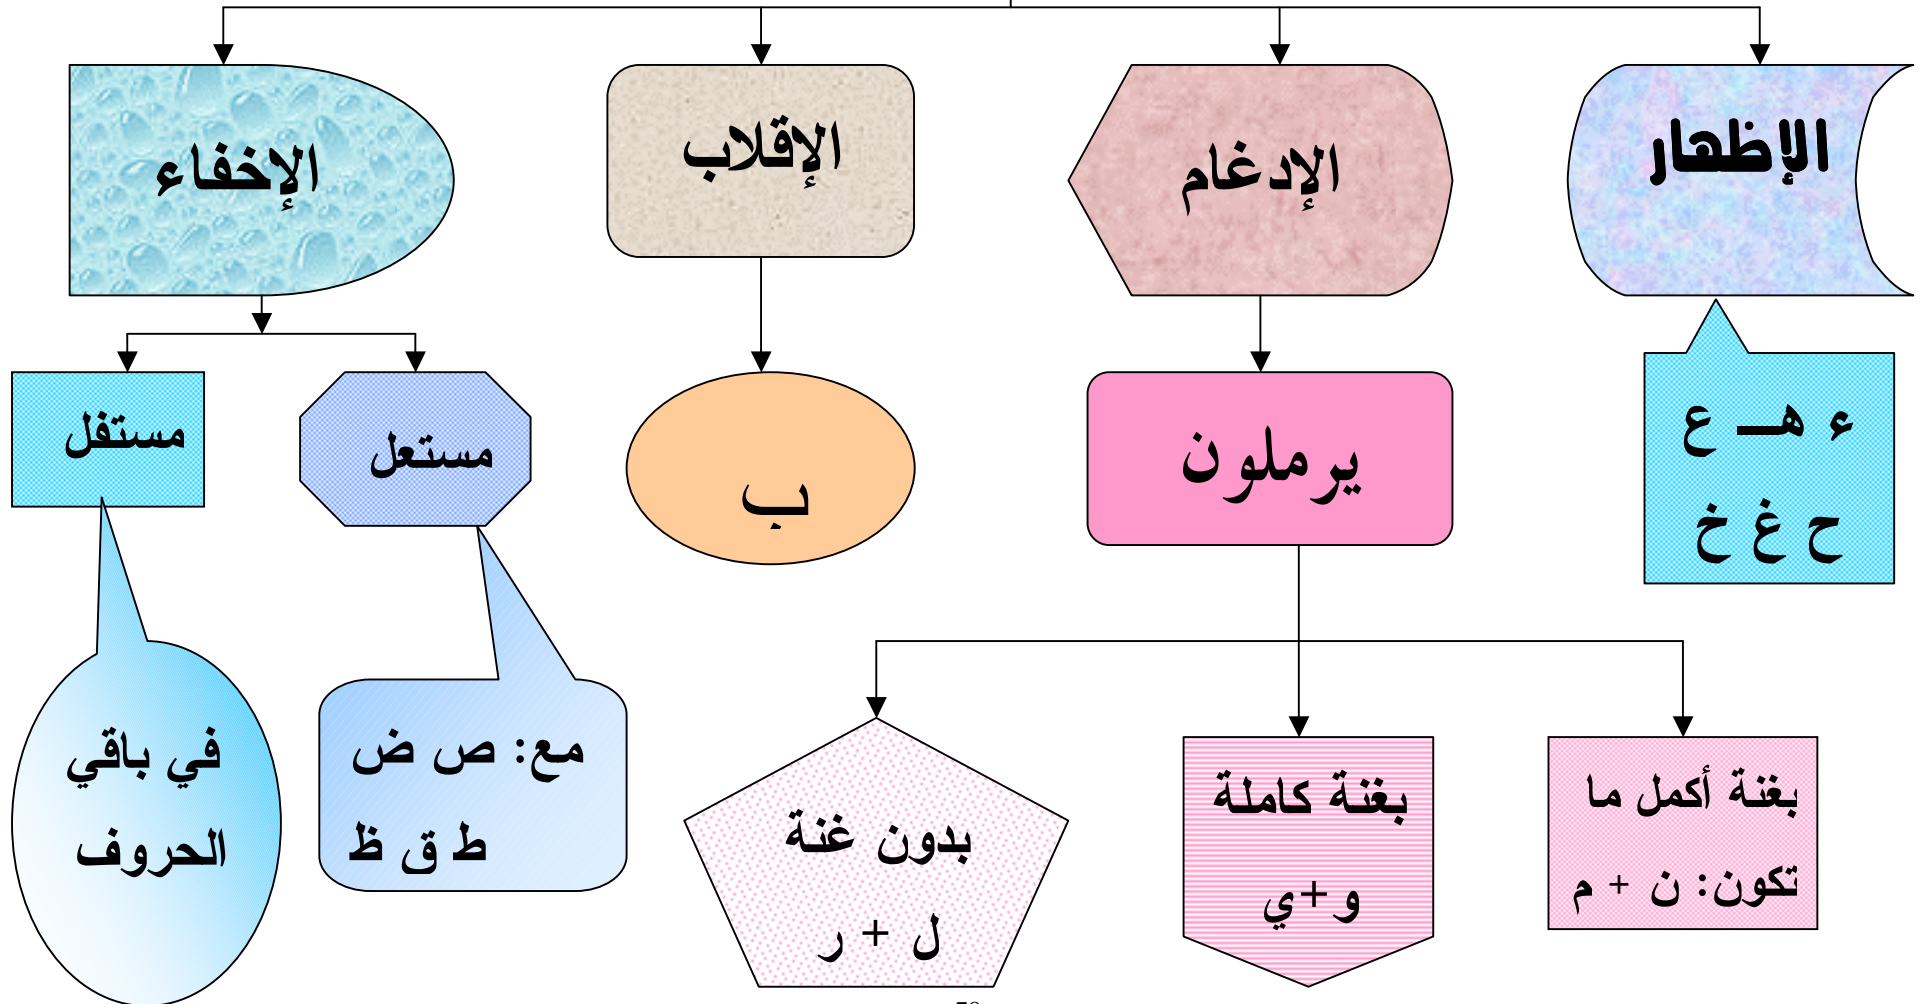 الإظهار
الإدغام
الإقلاب
الإخفاء
ء هـ ع
ح غ خ
يرملون
ب
مستعل
مستفل
بغنة أكمل ما
تكون: ن + م
بغنة كاملة
و+ي
بدون غنة
ل + ر
مع: ص ض
ط ق ظ
في باقي
الحروف